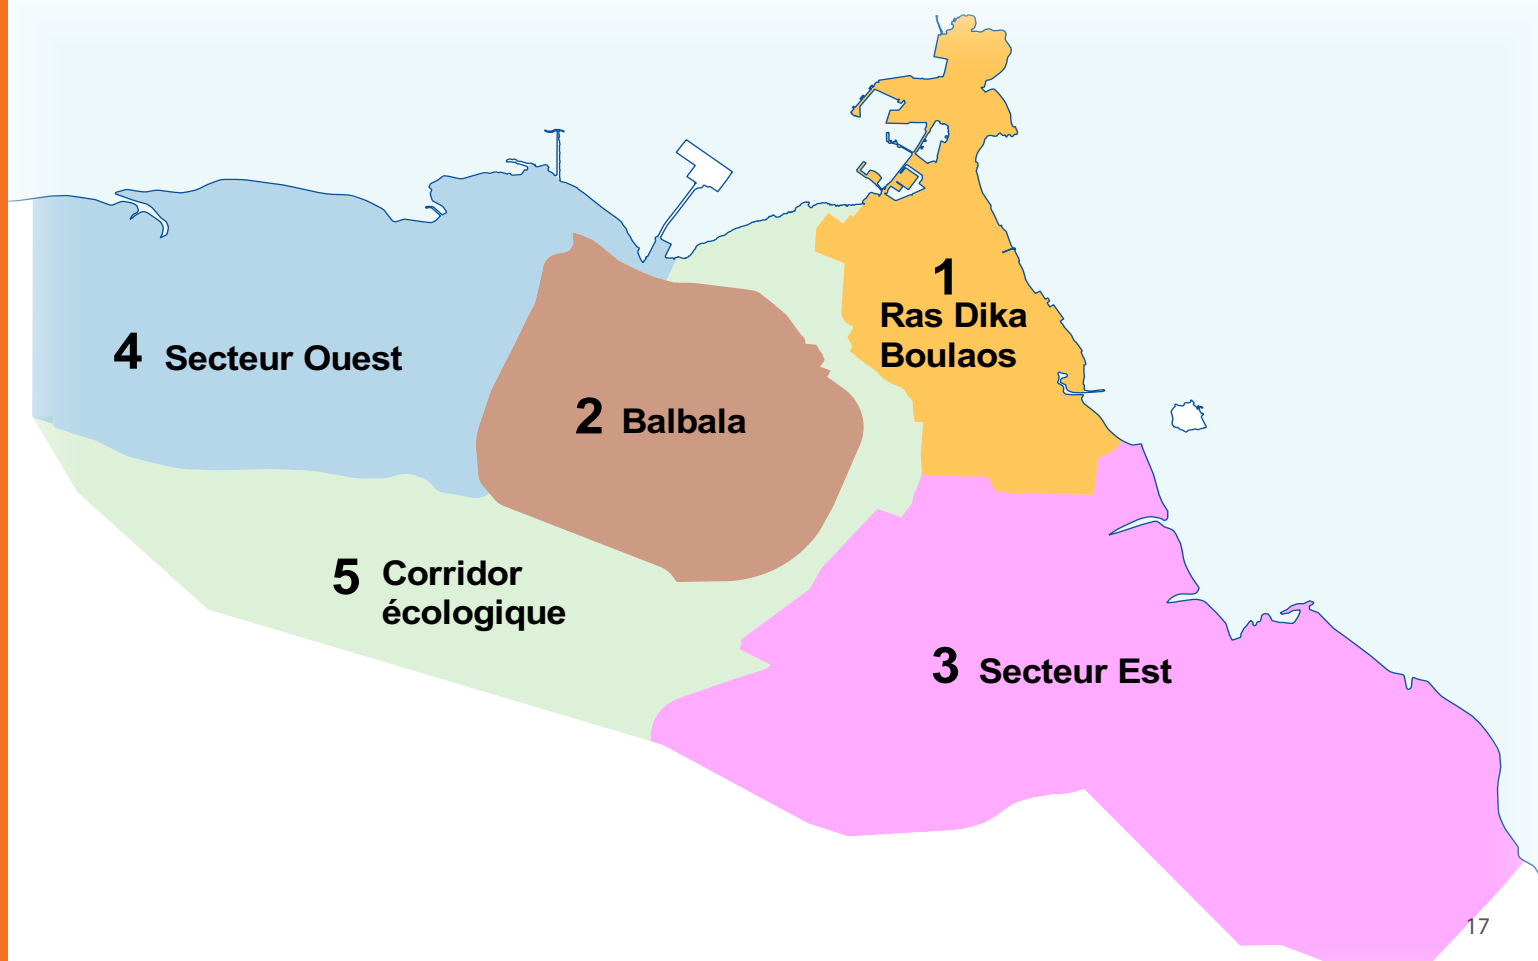 1
Ras Dika
Boulaos
4 Secteur Ouest
2 Balbala
5 Corridor
écologique
3 Secteur Est
17